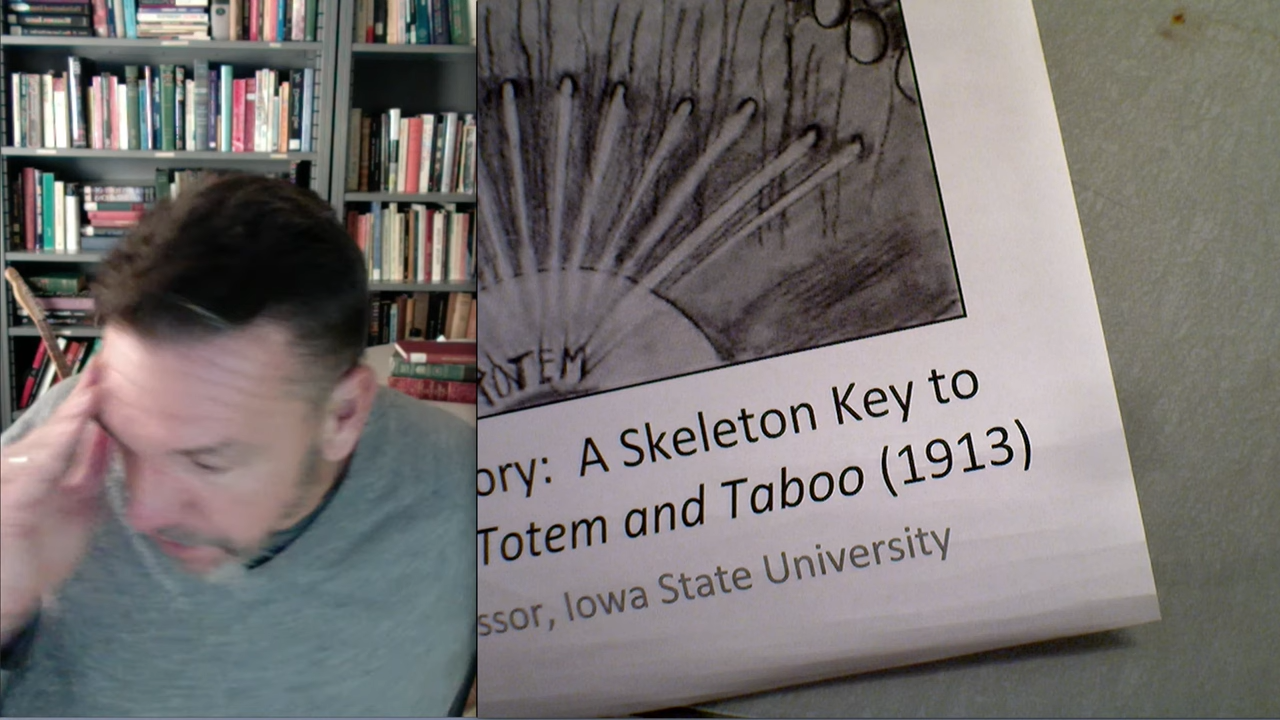 TOTEM
ory: A Skeleton Key to
Totem and Taboo (1913)
ssor, Iowa State University